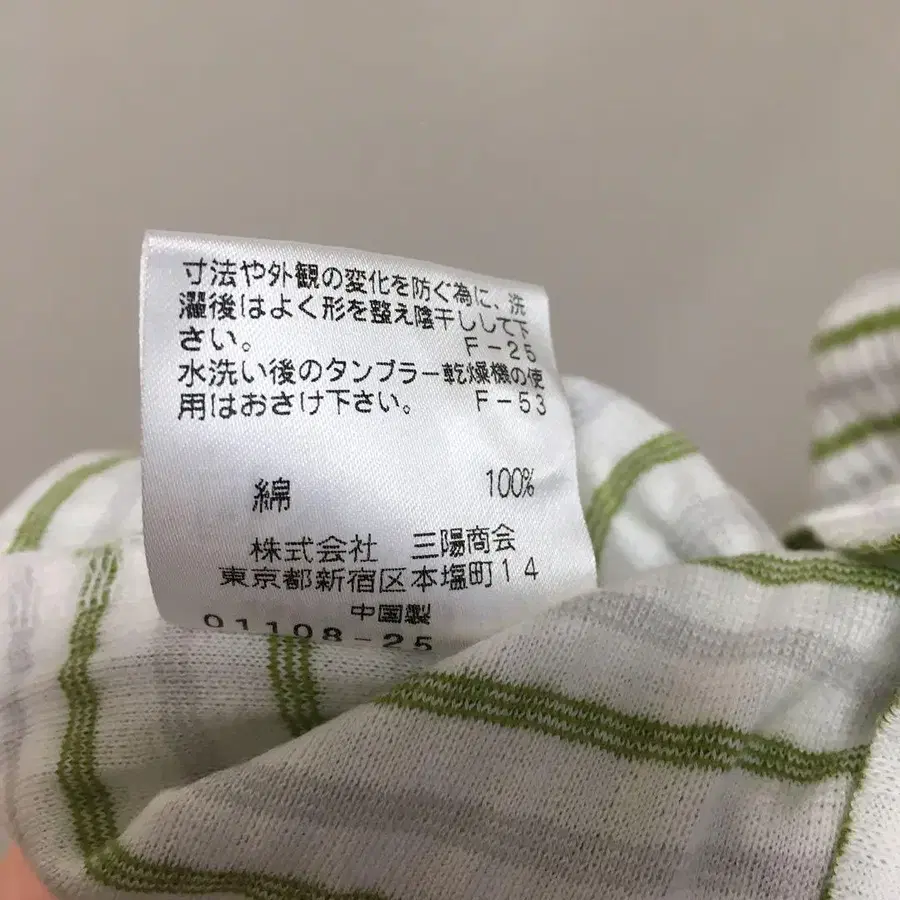 寸法や外観の変化を防ぐ為に、洗
濯後はよく形を整え陰干しして下
さい。 F-25
水洗い後のタンブラー乾燥機の使
用はおさけ下さい。 F-53
綿 100%
株式会社 三陽商会
東京都新宿区本塩町14
中国製
01108-25